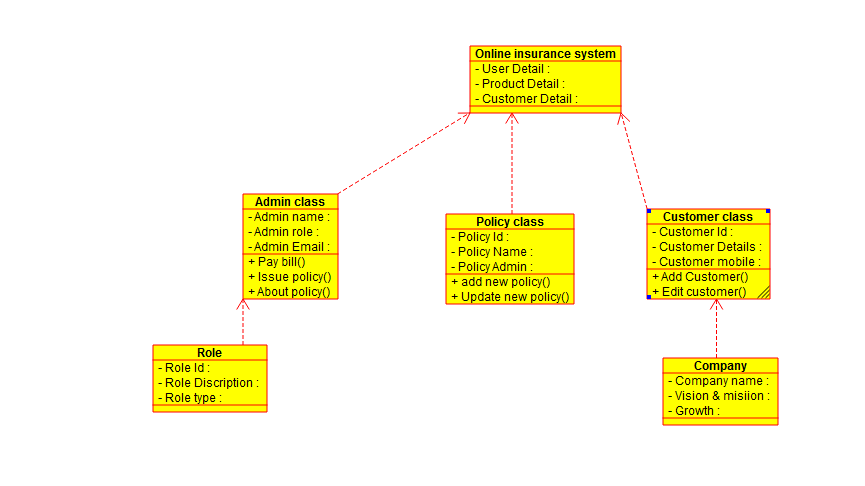 Online insurance system
- User Detail :
- Product Detail :
- Customer Detail :
Admin class
- Admin name :
- Admin role :
- Admin Email :
+ Pay bill()
+ Issue policy()
+ About policy()
Policy class
- Policy Id :
- Policy Name :
- Policy Admin :
+ add new policy()
+ Update new policy()
Customer class
- Customer Id :
- Customer Details :
- Customer mobile :
+ Add Customer()
+ Edit customer()
Role
- Role Id :
- Role Discription :
- Role type :
Company
- Company name :
- Vision & misiion :
- Growth :